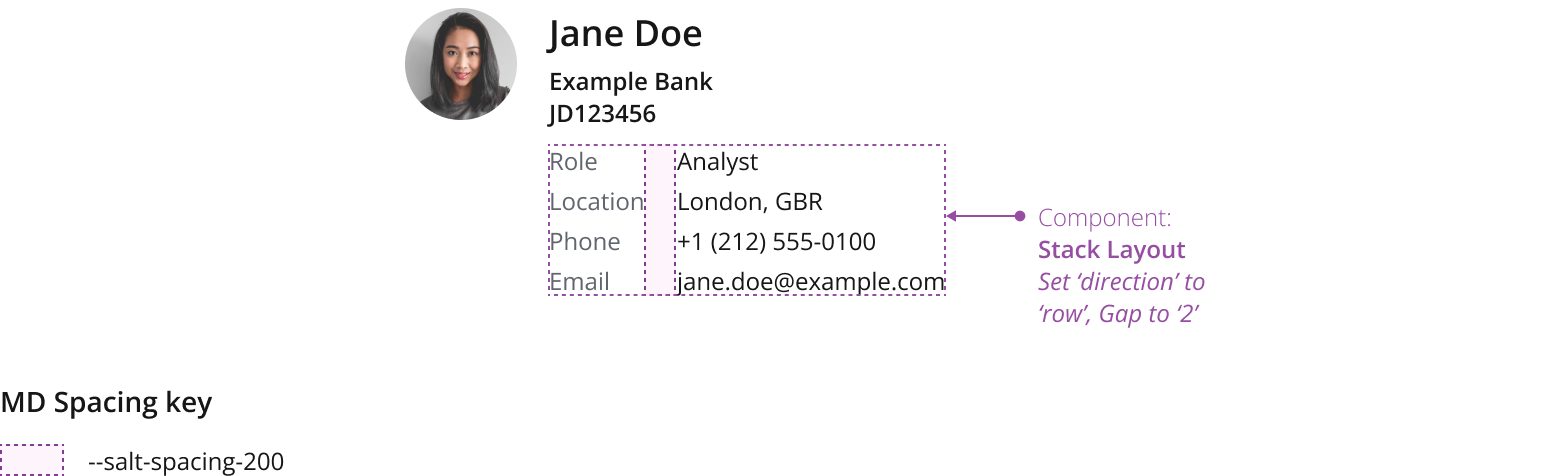 Jane Doe
Example Bank
JD123456
Role Analyst
Location London, GBR
Phone +1 (212) 555-0100
Email jane.doe@example.com
Component:
Stack Layout
Set ‘direction’ to
‘row’, Gap to ‘2’
MD Spacing key
--salt-spacing-200